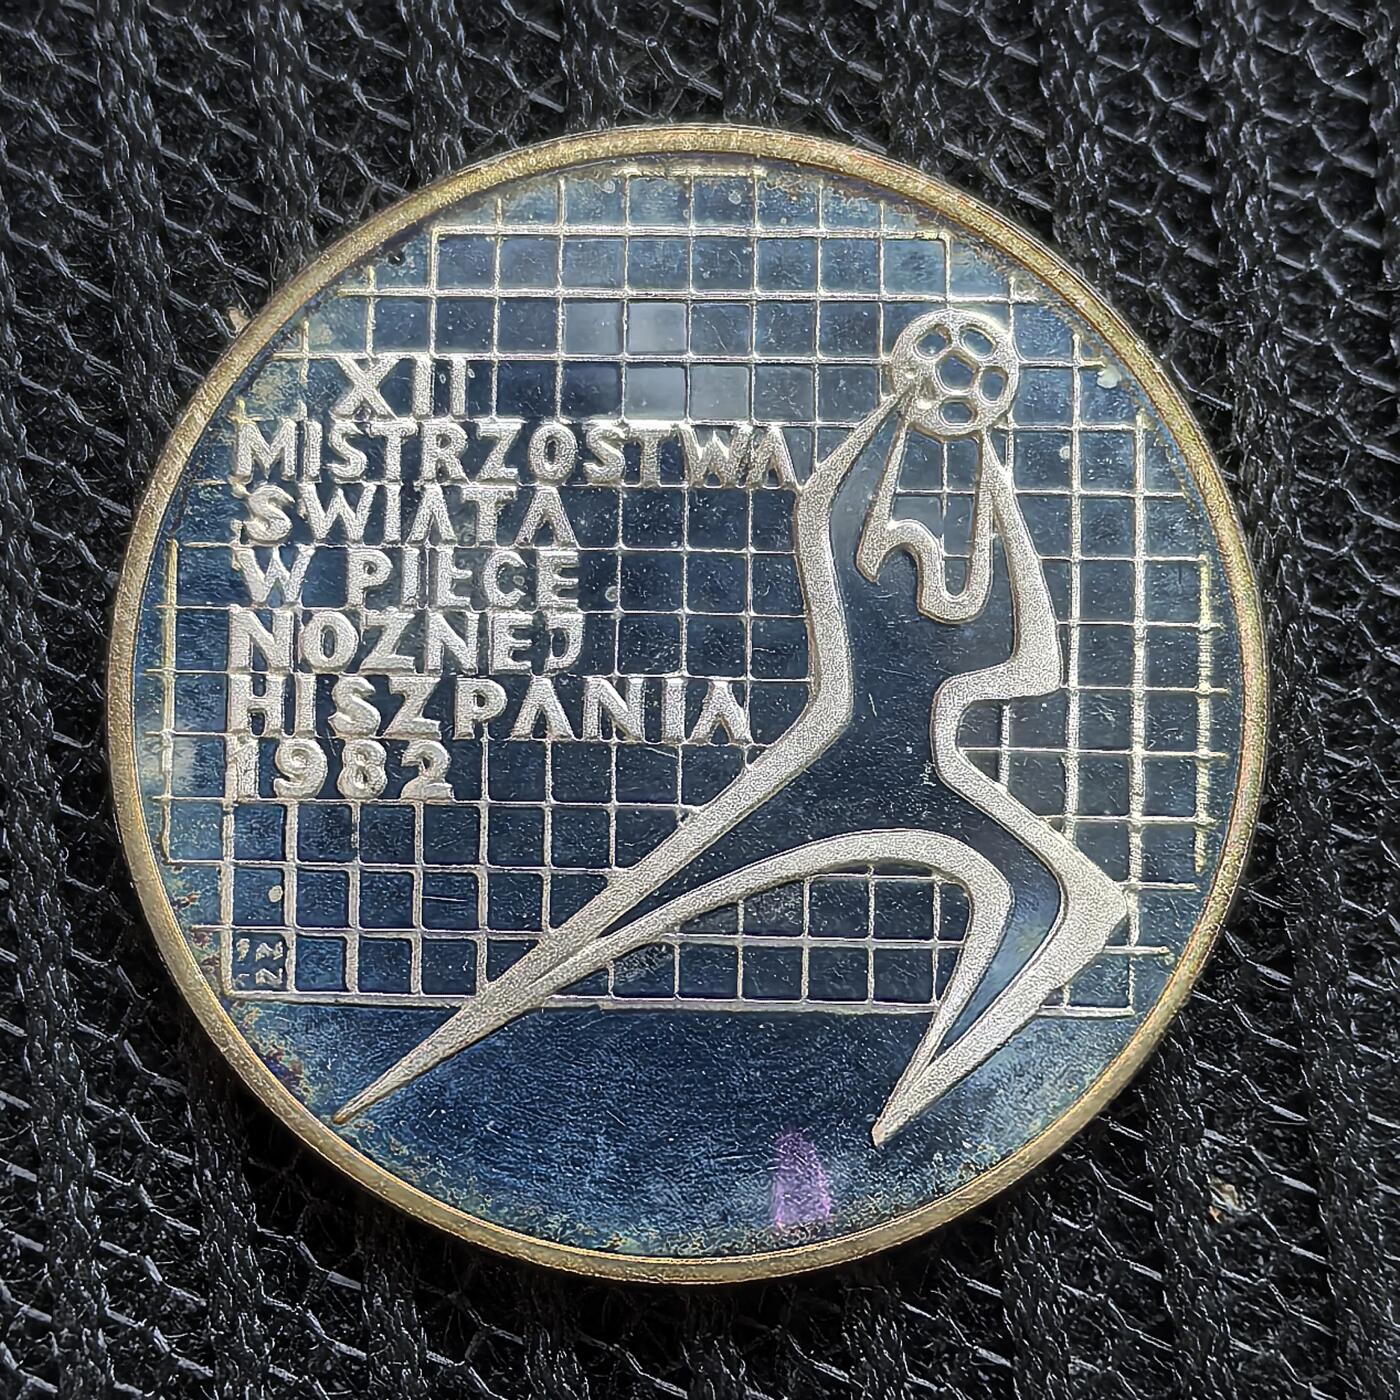 XII
MISTRZOSTWA
ŚWIATA
W PIŁCE
NOŻNEJ
HISZPANIA
1982